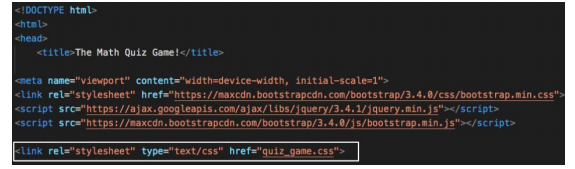 <!DOCTYPE html>
<html>
<head>
<title>The Math Quiz Game!</title>
<meta name="viewport" content="width=device-width, initial-scale=1">
<link rel="stylesheet" href="https://maxcdn.bootstrapcdn.com/bootstrap/3.4.0/css/bootstrap.min.css">
<script src="https://ajax.googleapis.com/ajax/libs/jquery/3.4.1/jquery.min.js"></script>
<script src="https://maxcdn.bootstrapcdn.com/bootstrap/3.4.0/js/bootstrap.min.js"></script>
<link rel="stylesheet" type="text/css" href="quiz_game.css">